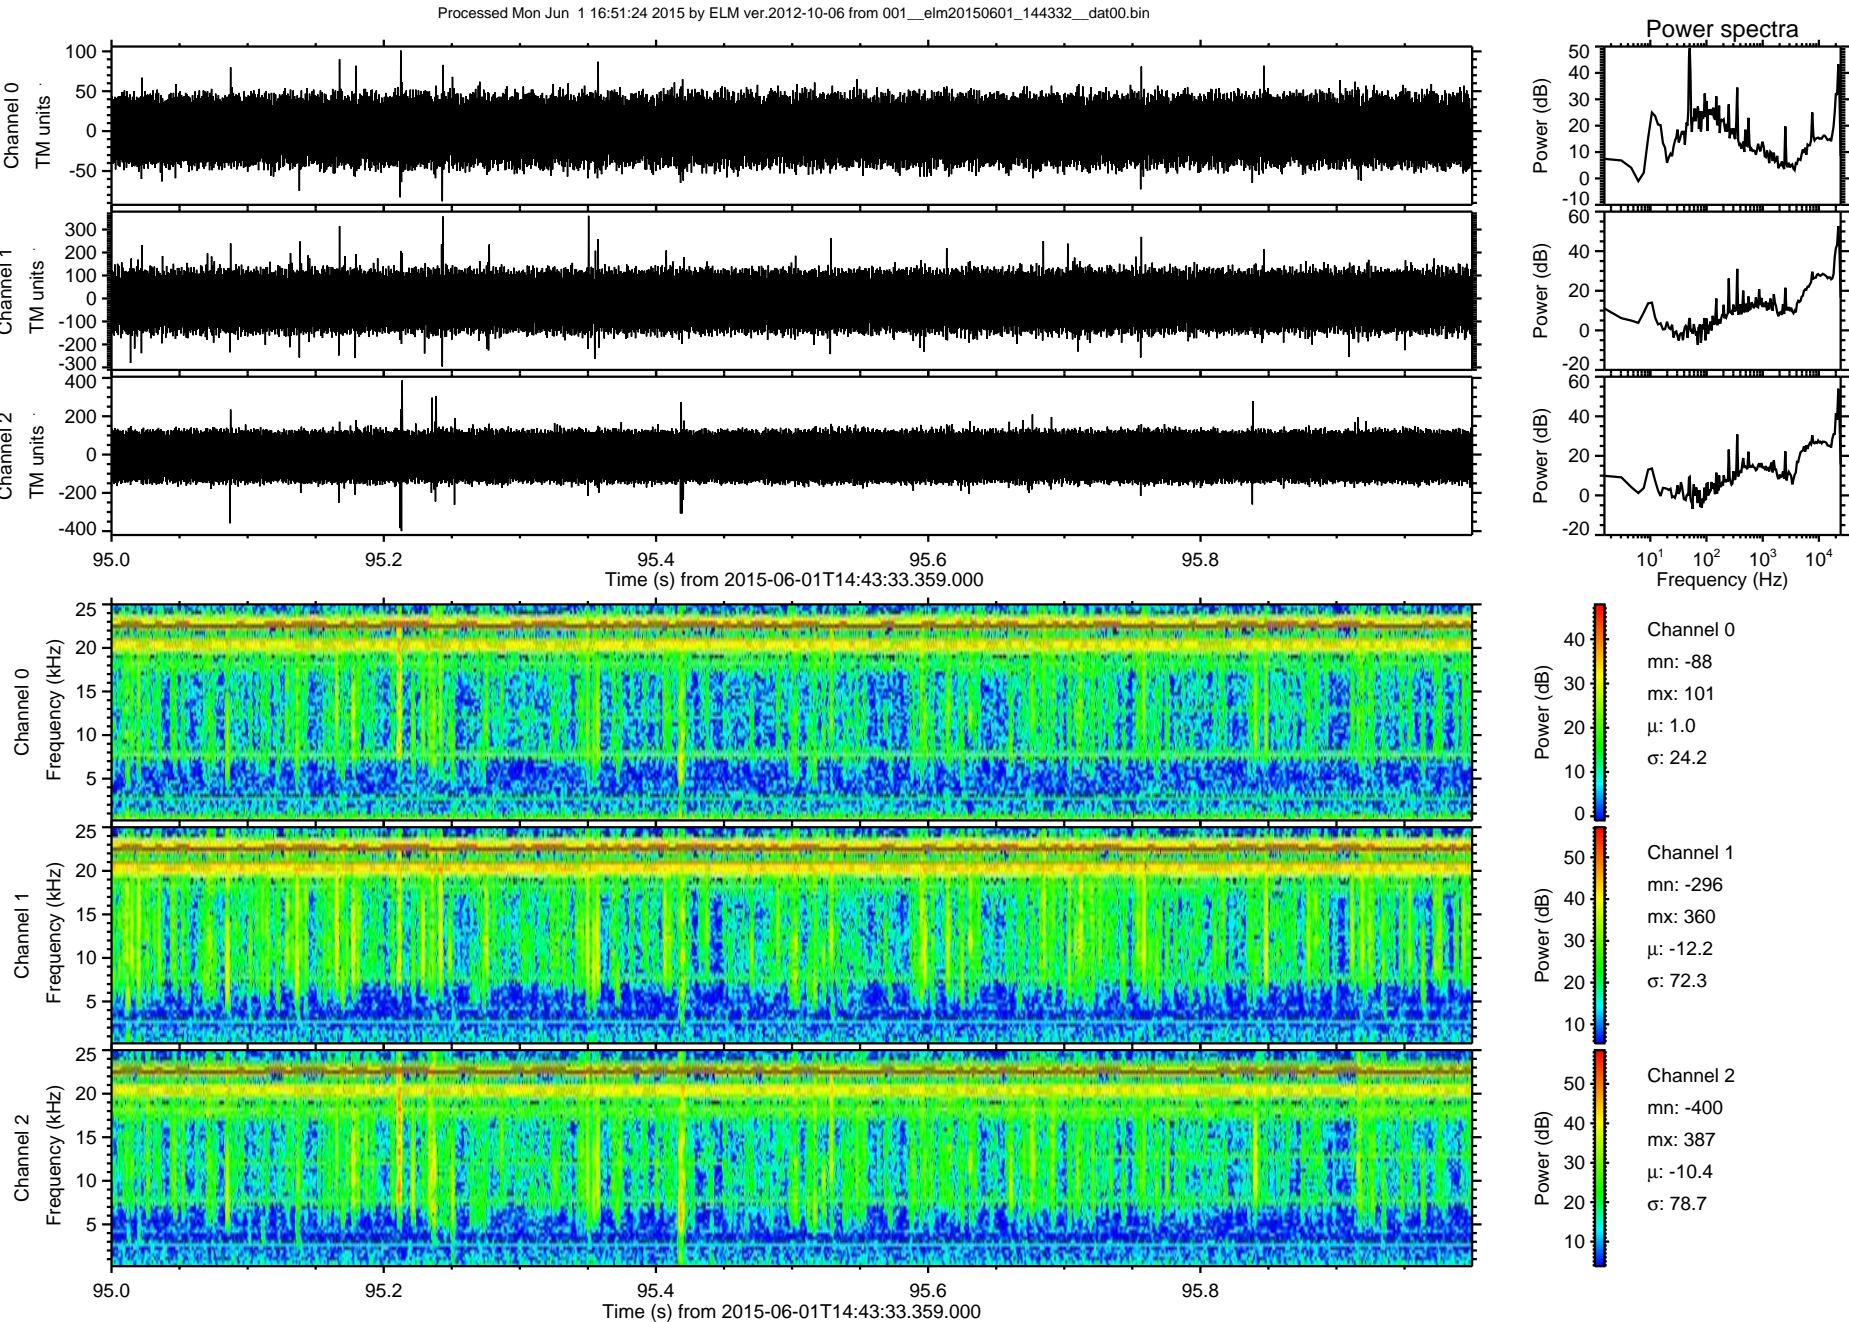 Processed Mon Jun  1 16:51:24 2015 by ELM ver.2012-10-06 from 001__elm20150601_144332__dat00.bin
Power spectra
Channel 0
TM units
100
50
0
-50
Power (dB)
50
40
30
20
10
0
-10
Channel 1
TM units
300
200
100
0
-100
-200
-300
Power (dB)
60
40
20
0
-20
Channel 2
TM units
400
200
0
-200
-400
Power (dB)
60
40
20
0
-20
95.0 95.2 95.4 95.6 95.8
Time (s) from 2015-06-01T14:43:33.359.000
10^1 10^2 10^3 10^4
Frequency (Hz)
Channel 0
Frequency (kHz)
25
20
15
10
5
Power (dB)
40
30
20
10
0
Channel 0
mn: -88
mx: 101
μ: 1.0
σ: 24.2
Channel 1
Frequency (kHz)
25
20
15
10
5
Power (dB)
50
40
30
20
10
Channel 1
mn: -296
mx: 360
μ: -12.2
σ: 72.3
Channel 2
Frequency (kHz)
25
20
15
10
5
Power (dB)
50
40
30
20
10
Channel 2
mn: -400
mx: 387
μ: -10.4
σ: 78.7
95.0 95.2 95.4 95.6 95.8
Time (s) from 2015-06-01T14:43:33.359.000